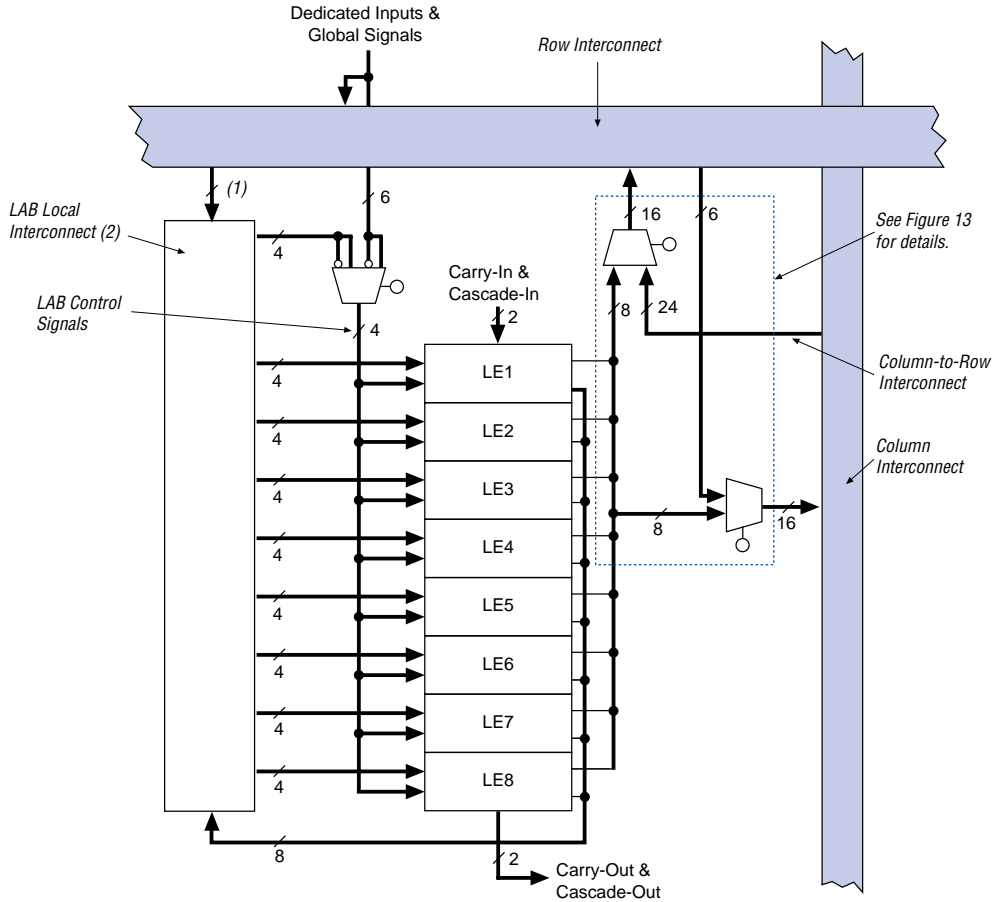 Dedicated Inputs &
Global Signals
Row Interconnect
(1)
6
16
6
LAB Local
Interconnect (2)
See Figure 13
for details.
4
Carry-In &
Cascade-In
LAB Control
Signals
4
2
8
24
Column-to-Row
Interconnect
4
LE1
4
LE2
Column
Interconnect
4
LE3
4
LE4
8
16
4
LE5
4
LE6
4
LE7
4
LE8
8
2
Carry-Out &
Cascade-Out